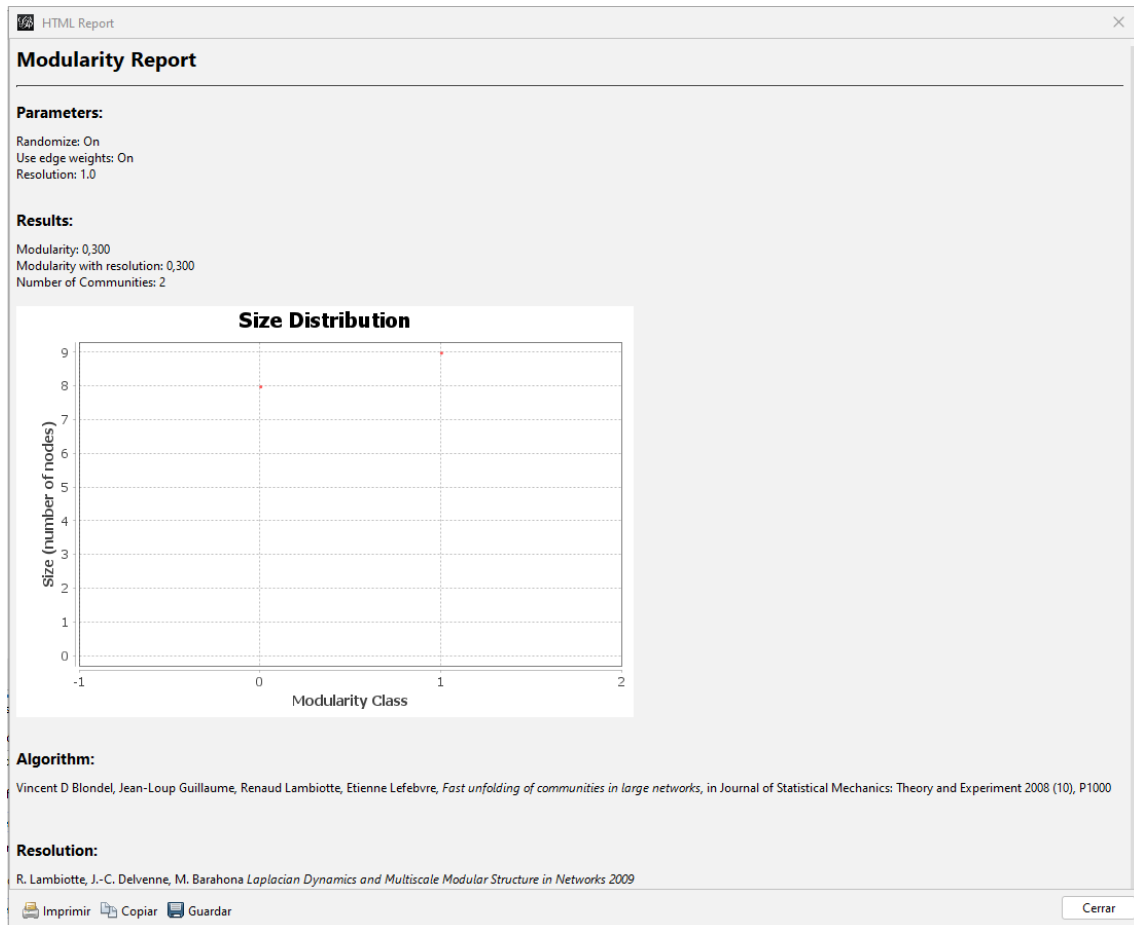 HTML Report
Modularity Report
Parameters:
Randomize: On
Use edge weights: On
Resolution: 1.0
Results:
Modularity: 0,300
Modularity with resolution: 0,300
Number of Communities: 2
Size Distribution
Size (number of nodes)
9
8
7
6
5
4
3
2
1
0
-1 0 1 2
Modularity Class
Algorithm:
Vincent D Blondel, Jean-Loup Guillaume, Renaud Lambiotte, Etienne Lefebvre, Fast unfolding of communities in large networks, in Journal of Statistical Mechanics: Theory and Experiment 2008 (10), P1000
Resolution:
R. Lambiotte, J.-C. Delvenne, M. Barahona Laplacian Dynamics and Multiscale Modular Structure in Networks 2009
Imprimir Copiar Guardar Cerrar